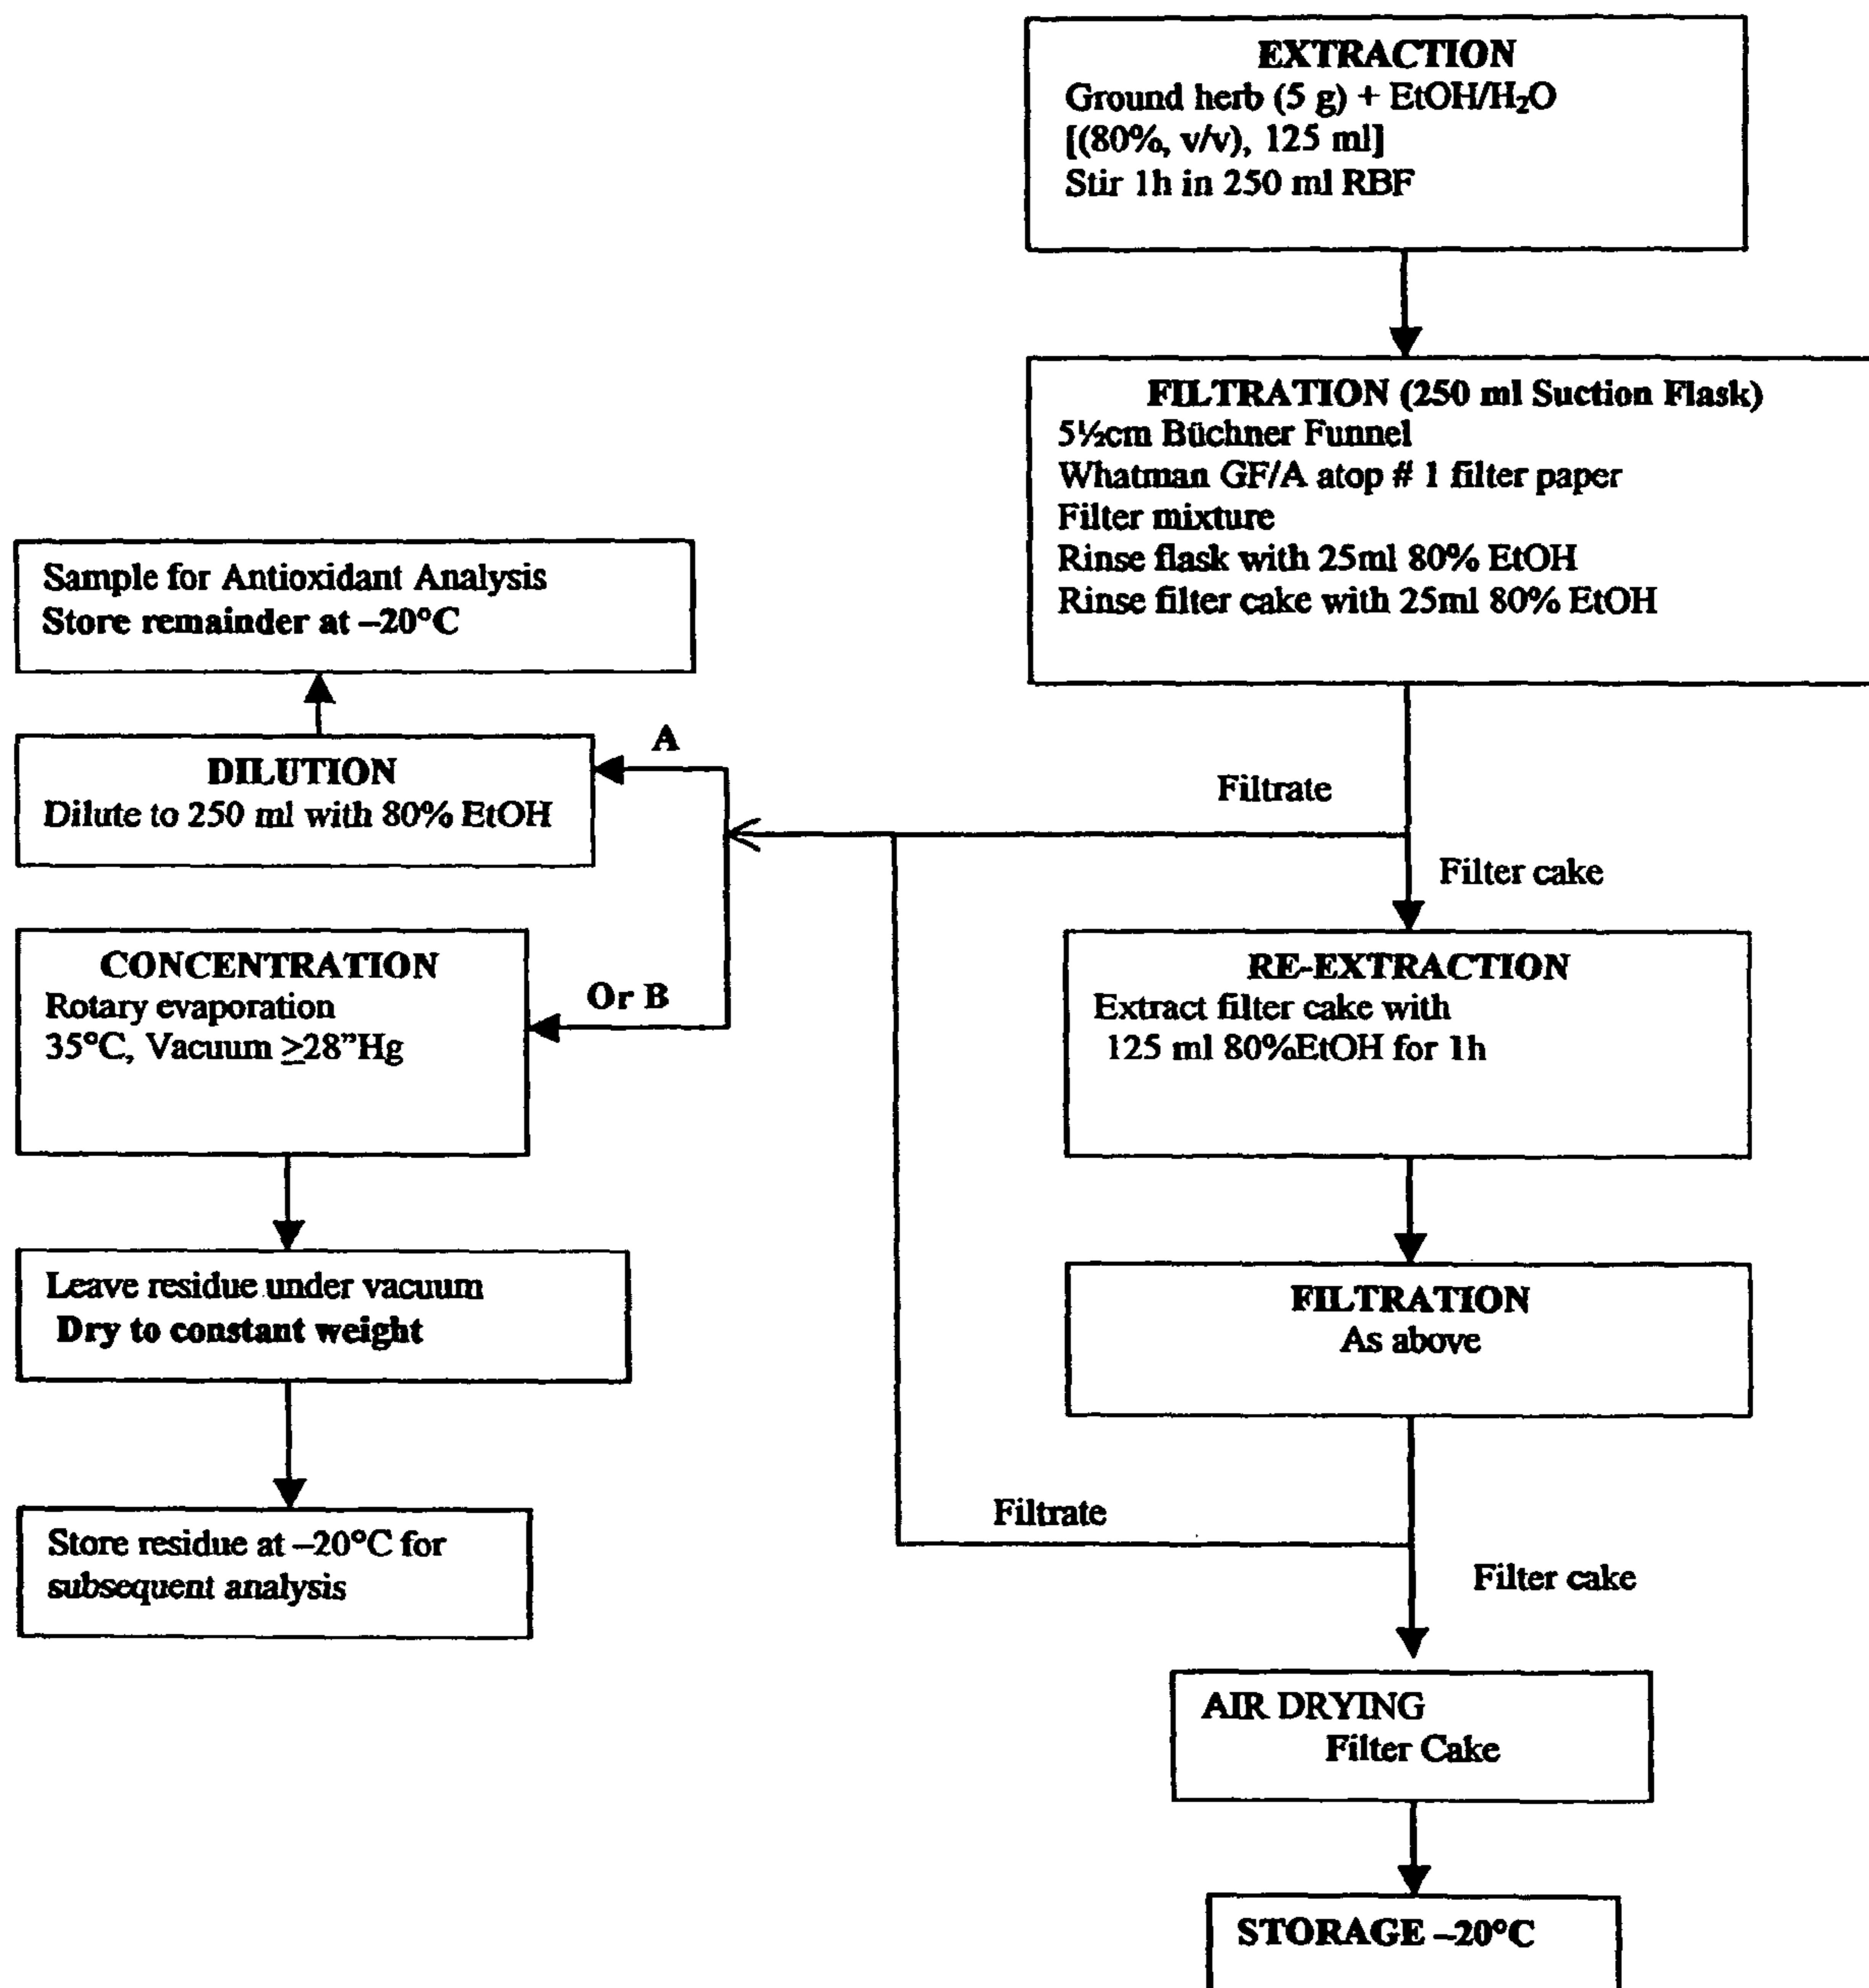 EXTRACTION
Ground herb (5 g) + EtOH/H₂O
[(80%, v/v), 125 ml]
Stir 1h in 250 ml RBF
FILTRATION (250 ml Suction Flask)
5½cm Büchner Funnel
Whatman GF/A atop # 1 filter paper
Filter mixture
Rinse flask with 25ml 80% EtOH
Rinse filter cake with 25ml 80% EtOH
Sample for Antioxidant Analysis
Store remainder at –20°C
A
DILUTION
Dilute to 250 ml with 80% EtOH
Filtrate
Filter cake
CONCENTRATION
Rotary evaporation
35°C, Vacuum ≥28”Hg
Or B
RE-EXTRACTION
Extract filter cake with
125 ml 80%EtOH for 1h
Leave residue under vacuum
Dry to constant weight
FILTRATION
As above
Filtrate
Filter cake
Store residue at –20°C for
subsequent analysis
AIR DRYING
Filter Cake
STORAGE –20°C